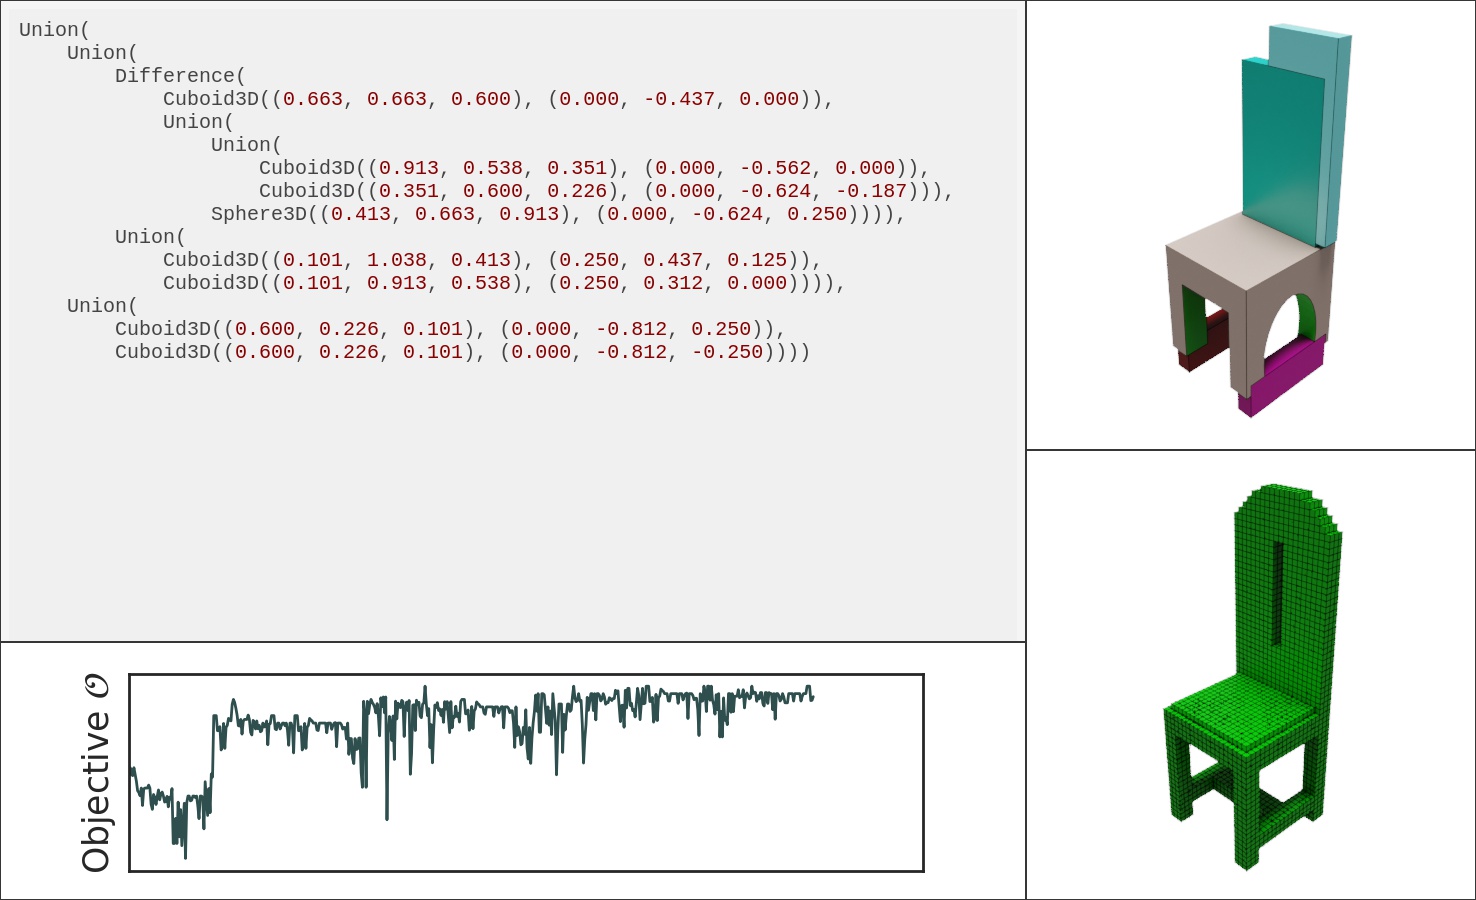 Union(
    Union(
        Difference(
            Cuboid3D((0.663, 0.663, 0.600), (0.000, -0.437, 0.000)),
            Union(
                Union(
                    Cuboid3D((0.913, 0.538, 0.351), (0.000, -0.562, 0.000)),
                    Cuboid3D((0.351, 0.600, 0.226), (0.000, -0.624, -0.187))),
                Sphere3D((0.413, 0.663, 0.913), (0.000, -0.624, 0.250)))),
        Union(
            Cuboid3D((0.101, 1.038, 0.413), (0.250, 0.437, 0.125)),
            Cuboid3D((0.101, 0.913, 0.538), (0.250, 0.312, 0.000)))),
    Union(
        Cuboid3D((0.600, 0.226, 0.101), (0.000, -0.812, 0.250)),
        Cuboid3D((0.600, 0.226, 0.101), (0.000, -0.812, -0.250))))
Objective 𝒪